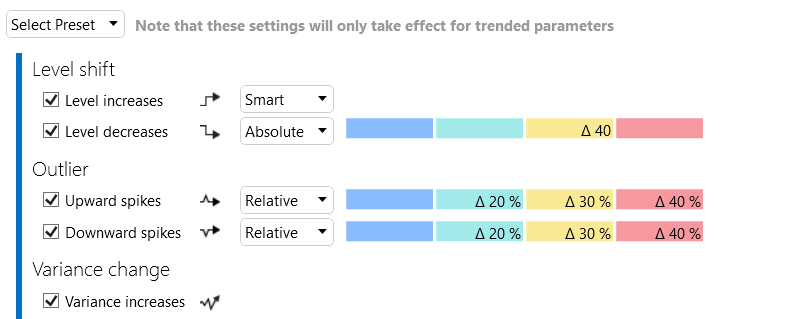 Select Preset Note that these settings will only take effect for trended parameters
Level shift
Level increases Smart
Level decreases Absolute Δ 40
Outlier
Upward spikes Relative Δ 20 % Δ 30 % Δ 40 %
Downward spikes Relative Δ 20 % Δ 30 % Δ 40 %
Variance change
Variance increases